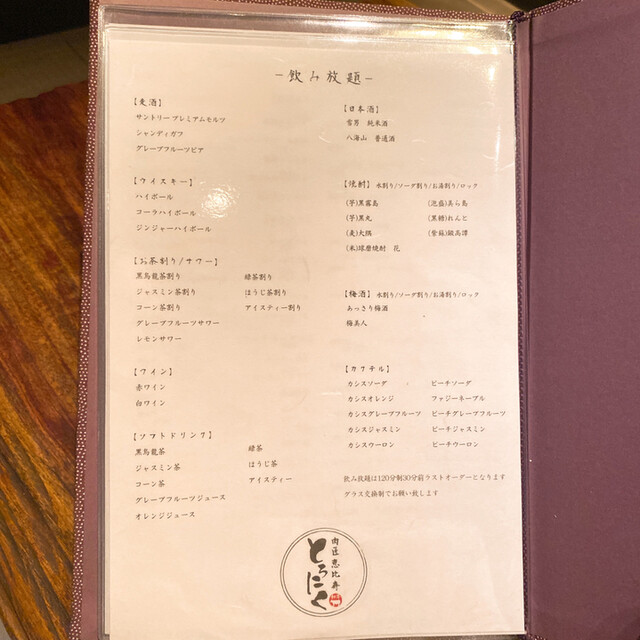 -飲み放題-
【麦酒】
サントリープレミアムモルツ
シャンディガフ
グレープフルーツビア
【ウイスキー】
ハイボール
コーラハイボール
ジンジャーハイボール
【お茶割り/サワー】
黒烏龍茶割り 緑茶割り
ジャスミン茶割り ほうじ茶割り
コーン茶割り アイスティー割り
グレープフルーツサワー
レモンサワー
【ワイン】
赤ワイン
白ワイン
【ソフトドリンク】
黒烏龍茶 緑茶
ジャスミン茶 ほうじ茶
コーン茶 アイスティー
グレープフルーツジュース
オレンジジュース
【日本酒】
雪男 純米酒
八海山 普通酒
【焼酎】 水割り/ソーダ割り/お湯割り/ロック
(芋)黒霧島 (泡盛)美ら島
(芋)黒丸 (黒糖)れんと
(麦)大隅 (紫蘇)鍛高譚
(米)球磨焼酎 花
【梅酒】 水割り/ソーダ割り/お湯割り/ロック
あっさり梅酒
梅美人
【カクテル】
カシスソーダ ピーチソーダ
カシスオレンジ ファジーネーブル
カシスグレープフルーツ ピーチグレープフルーツ
カシスジャスミン ピーチジャスミン
カシスウーロン ピーチウーロン
飲み放題は120分制30分前ラストオーダーとなります
グラス交換制でお願い致します
肉匠恵比寿
とろにく